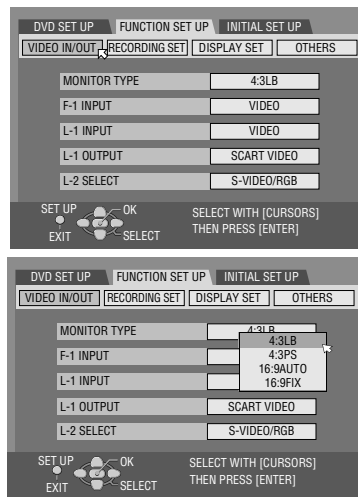 DVD SET UP FUNCTION SET UP INITIAL SET UP
VIDEO IN/OUT RECORDING SET DISPLAY SET OTHERS
MONITOR TYPE 4:3LB
F-1 INPUT VIDEO
L-1 INPUT VIDEO
L-1 OUTPUT SCART VIDEO
L-2 SELECT S-VIDEO/RGB
SET UP OK SELECT WITH [CURSORS]
EXIT SELECT THEN PRESS [ENTER]
DVD SET UP FUNCTION SET UP INITIAL SET UP
VIDEO IN/OUT RECORDING SET DISPLAY SET OTHERS
MONITOR TYPE 4:3LB
4:3LB
F-1 INPUT 4:3PS
16:9AUTO
L-1 INPUT 16:9FIX
L-1 OUTPUT SCART VIDEO
L-2 SELECT S-VIDEO/RGB
SET UP OK SELECT WITH [CURSORS]
EXIT SELECT THEN PRESS [ENTER]